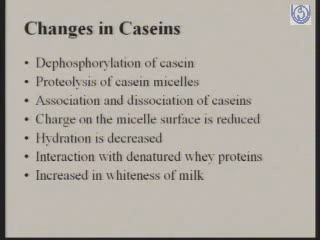 Changes in Caseins
• Dephosphorylation of casein
• Proteolysis of casein micelles
• Association and dissociation of caseins
• Charge on the micelle surface is reduced
• Hydration is decreased
• Interaction with denatured whey proteins
• Increased in whiteness of milk